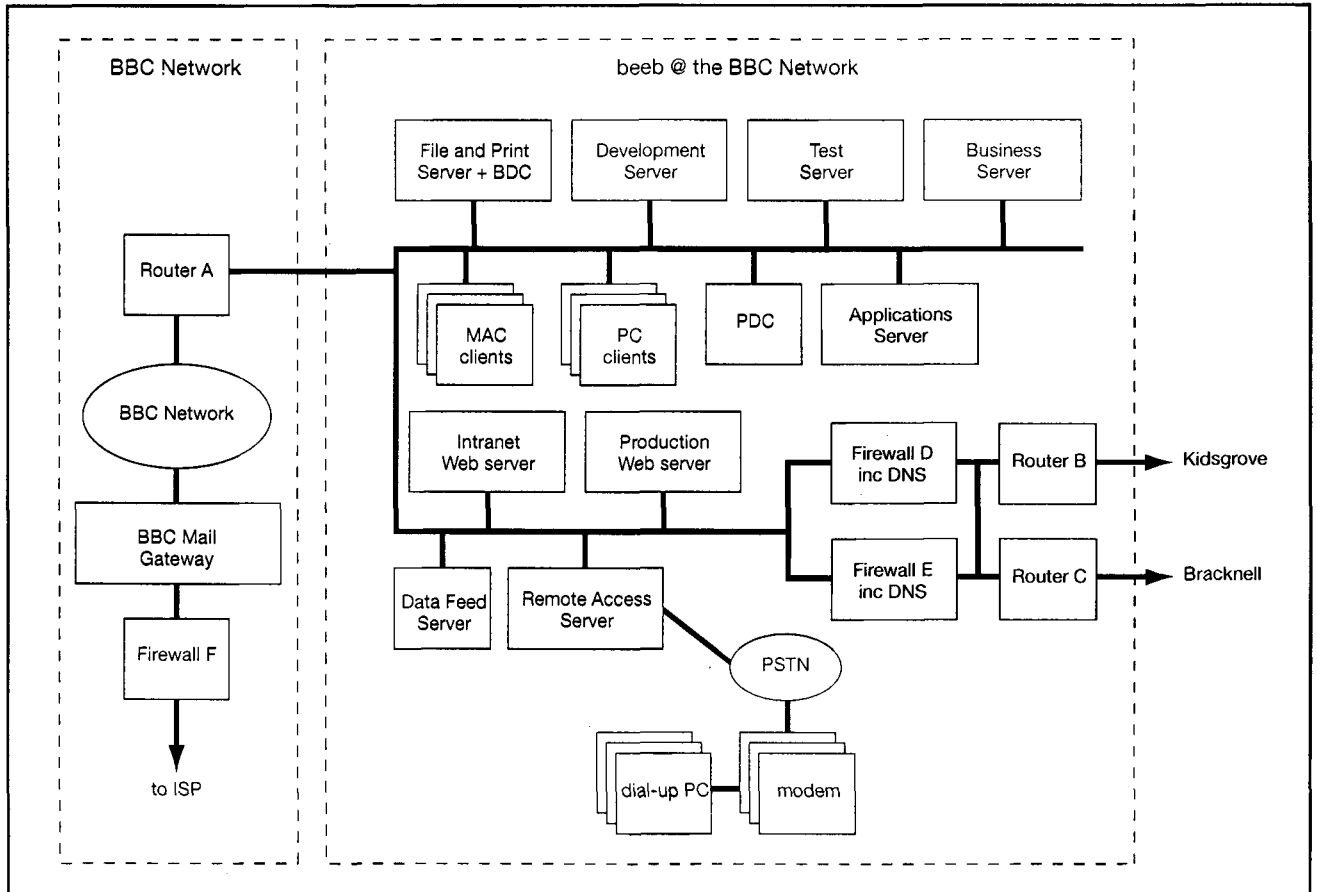 BBC Network
beeb @ the BBC Network
File and Print
Server + BDC
Development
Server
Test
Server
Business
Server
Router A
MAC
clients
PC
clients
PDC
Applications
Server
BBC Network
Intranet
Web server
Production
Web server
Firewall D
inc DNS
Router B
Kidsgrove
BBC Mail
Gateway
Firewall E
inc DNS
Router C
Bracknell
Data Feed
Server
Remote Access
Server
Firewall F
PSTN
to ISP
dial-up PC
modem